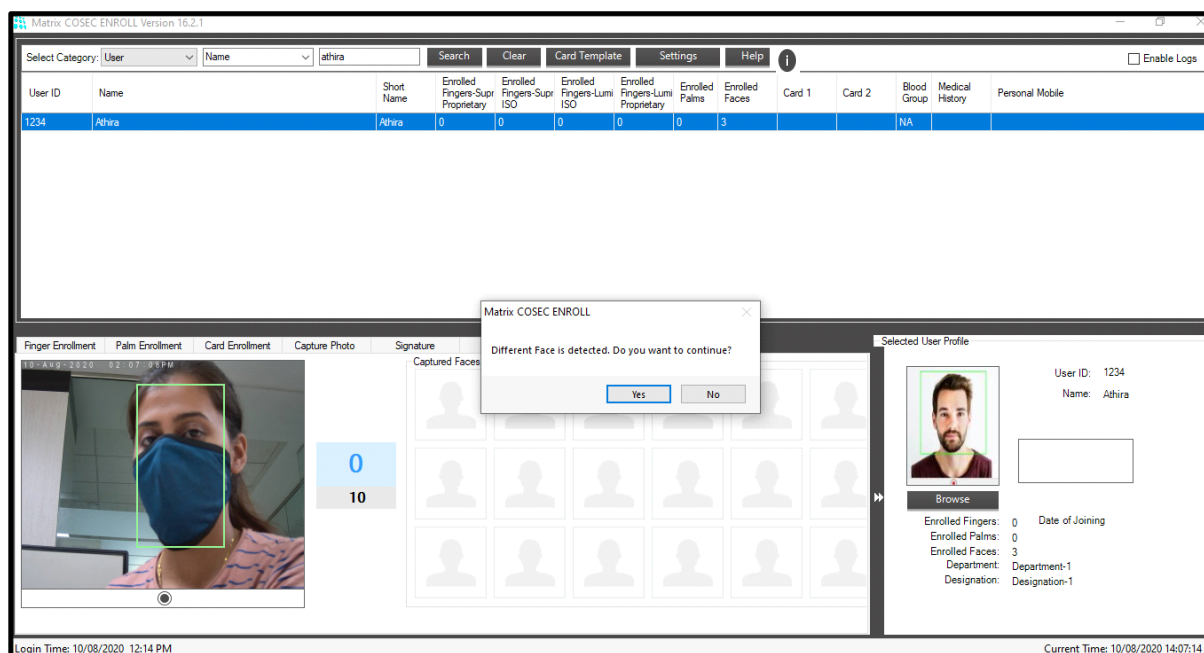 Matrix COSEC ENROLL Version 16.2.1
Select Category: User Name athira Search Clear Card Template Settings Help i Enable Logs
User ID Name Short Name Enrolled Fingers-Supr Proprietary Enrolled Fingers-Supr ISO Enrolled Fingers-Lumi ISO Enrolled Fingers-Lumi Proprietary Enrolled Palms Enrolled Faces Card 1 Card 2 Blood Group Medical History Personal Mobile
1234 Athira Athira 0 0 0 0 0 3 NA
Matrix COSEC ENROLL
Different Face is detected. Do you want to continue?
Yes No
Finger Enrollment Palm Enrollment Card Enrollment Capture Photo Signature
10-Aug-2020 02:07:08PM
0
10
Captured Faces
Selected User Profile
User ID: 1234
Name: Athira
Browse
Enrolled Fingers: 0 Date of Joining
Enrolled Palms: 0
Enrolled Faces: 3
Department: Department-1
Designation: Designation-1
Login Time: 10/08/2020 12:14 PM Current Time: 10/08/2020 14:07:14